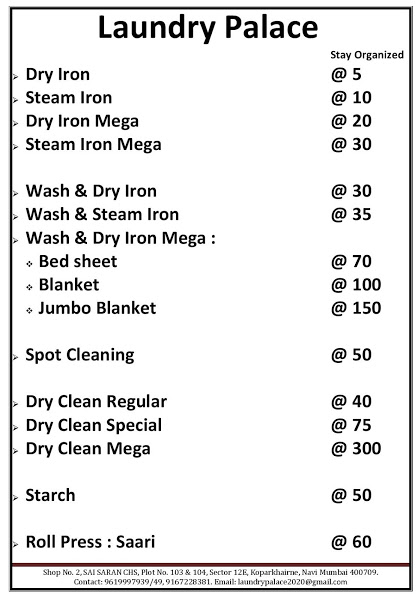 Laundry Palace
Stay Organized
Dry Iron @ 5
Steam Iron @ 10
Dry Iron Mega @ 20
Steam Iron Mega @ 30
Wash & Dry Iron @ 30
Wash & Steam Iron @ 35
Wash & Dry Iron Mega :
Bed sheet @ 70
Blanket @ 100
Jumbo Blanket @ 150
Spot Cleaning @ 50
Dry Clean Regular @ 40
Dry Clean Special @ 75
Dry Clean Mega @ 300
Starch @ 50
Roll Press : Saari @ 60
Shop No. 2, SAI SARAN CHS, Plot No. 103 & 104, Sector 12E, Koparkhairne, Navi Mumbai 400709.
Contact: 9619997939/49, 9167228381. Email: laundrypalace2020@gmail.com